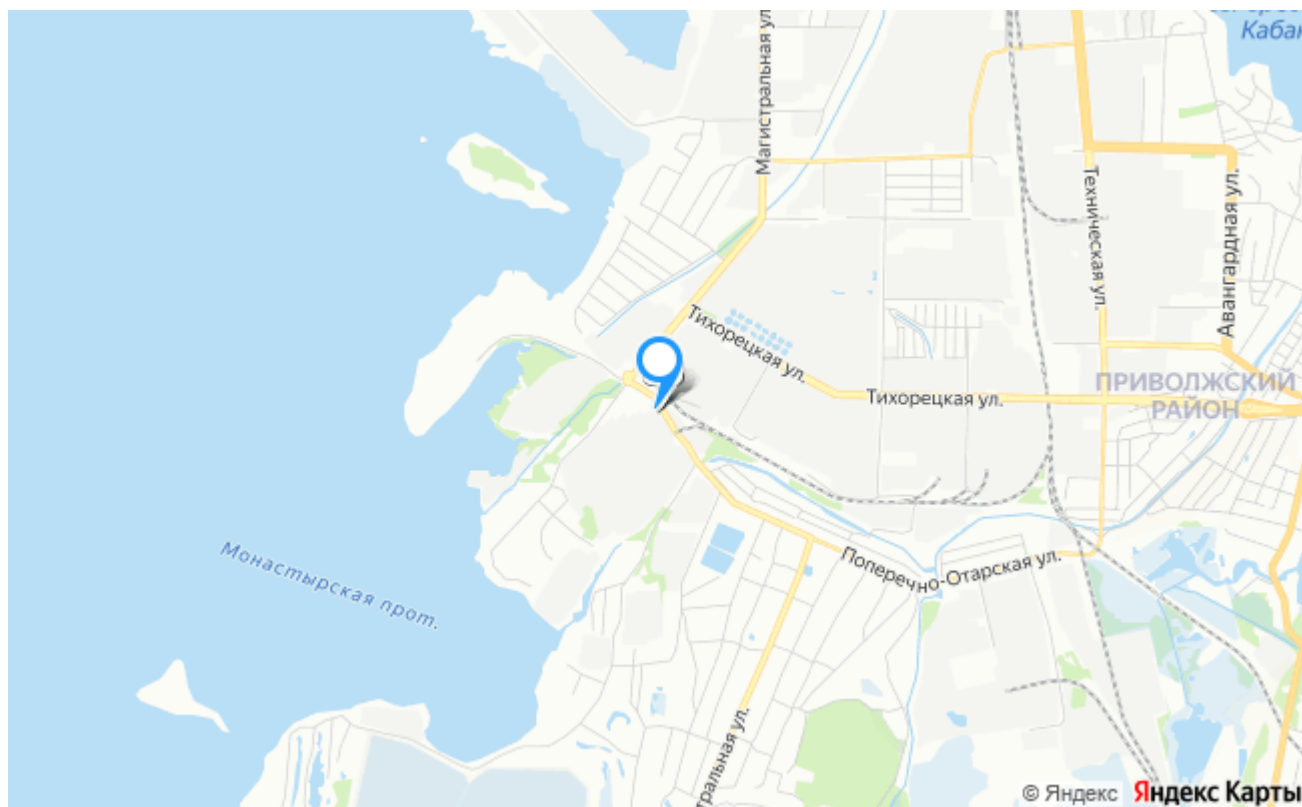 Кабан
Магистральная ул.
Техническая ул.
Авангардная ул.
Тихорецкая ул.
Тихорецкая ул.
ПРИВОЛЖСКИЙ
РАЙОН
Монастырская прот.
Поперечно-Отарская ул.
тральная ул.
© Яндекс Яндекс Карты